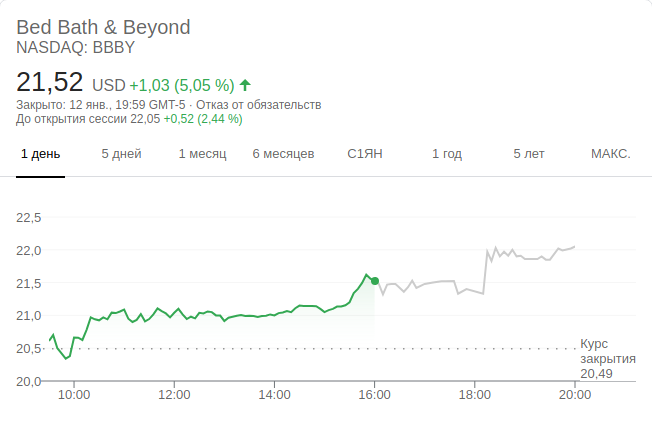 Bed Bath & Beyond
NASDAQ: BBBY
21,52 USD +1,03 (5,05 %)
Закрыто: 12 янв., 19:59 GMT-5 · Отказ от обязательств
До открытия сессии 22,05 +0,52 (2,44 %)
1 день 5 дней 1 месяц 6 месяцев С1ЯН 1 год 5 лет МАКС.
22,5
22,0
21,5
21,0
20,5
20,0
Курс
закрытия
20,49
10:00 12:00 14:00 16:00 18:00 20:00